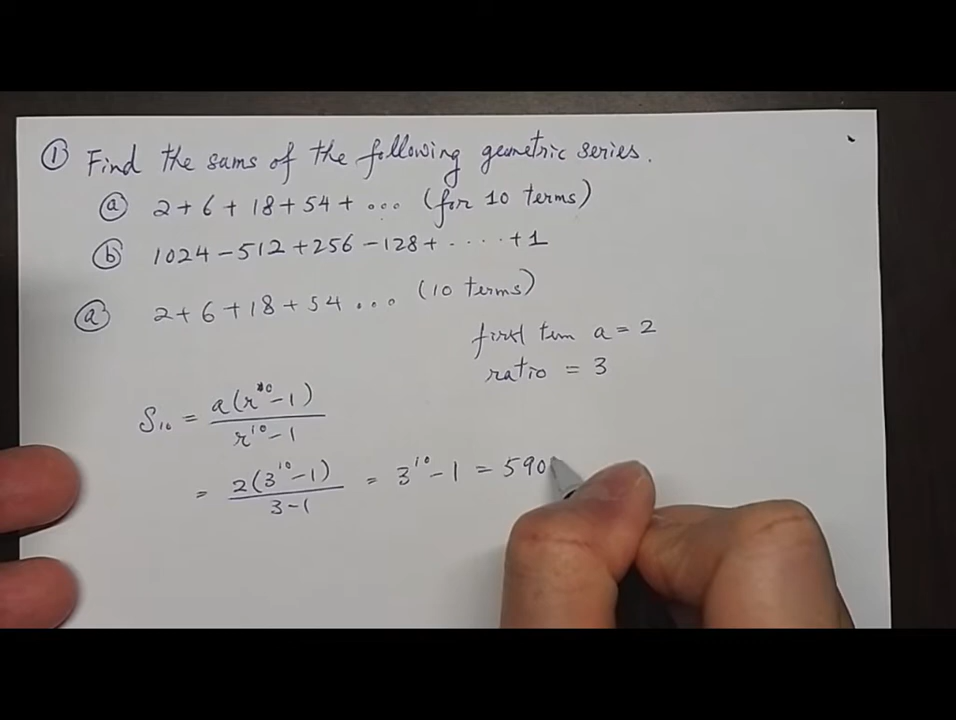 ① Find the sums of the following geometric series.
ⓐ 2+6+18+54+... (for 10 terms)
ⓑ 1024-512+256-128+.....+1
ⓐ 2+6+18+54... (10 terms)
first term a=2
ratio = 3
S₁₀ = a(r¹⁰-1) / r¹⁰-1
= 2(3¹⁰-1) / 3-1 = 3¹⁰-1 = 590